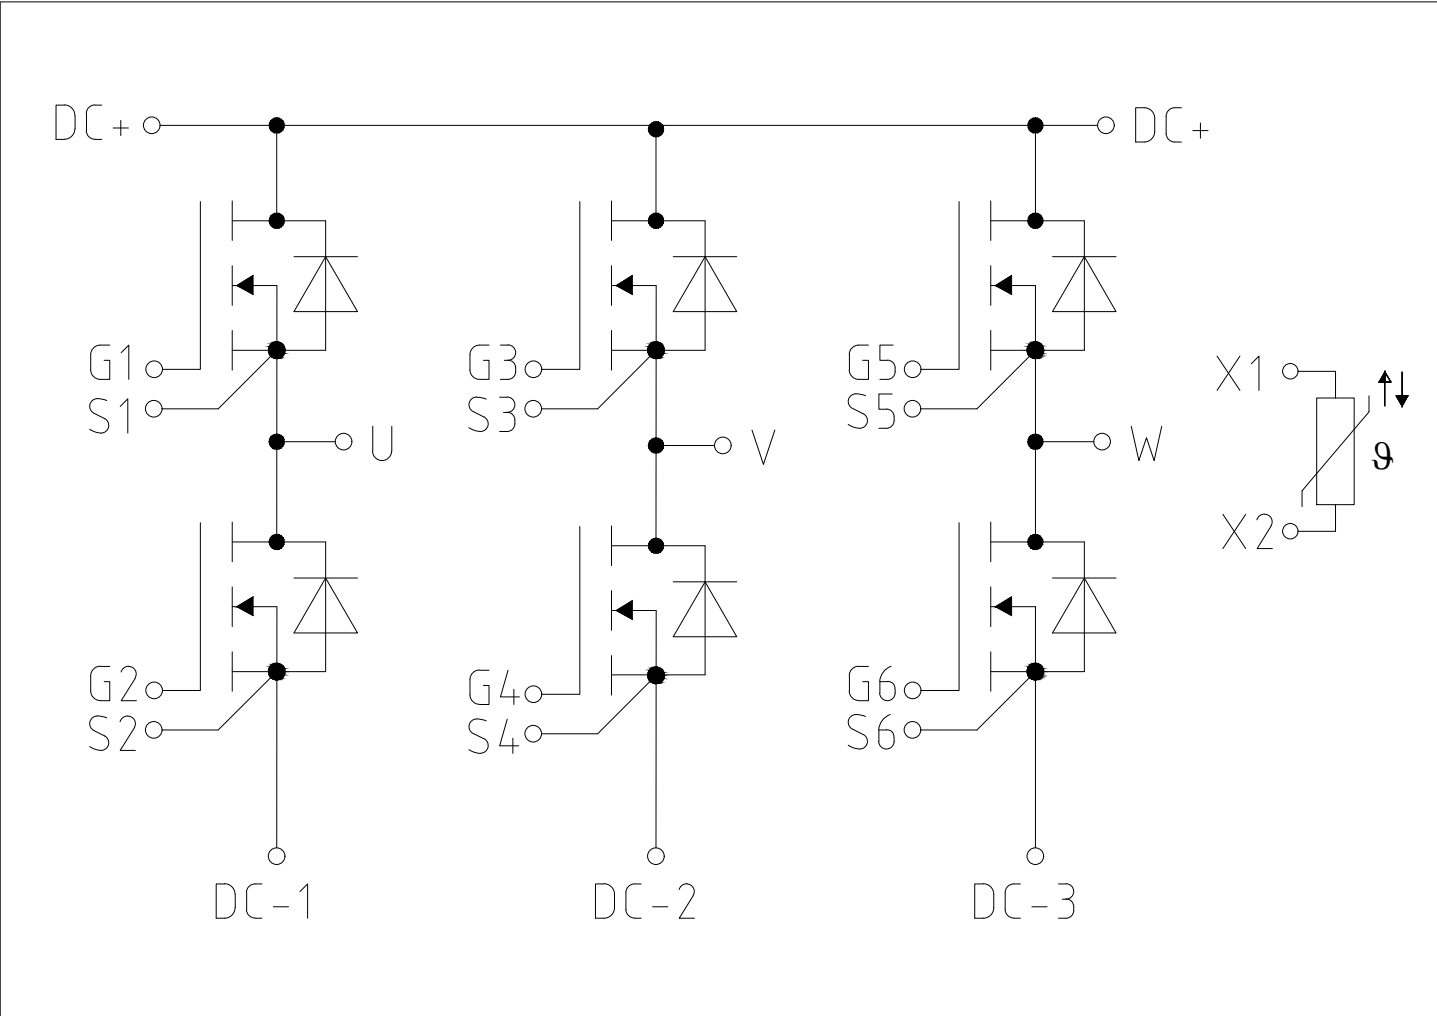 DC+ DC+
G1 G3 G5
S1 S3 S5
X1
U V W
ϑ
X2
G2 G4 G6
S2 S4 S6
DC-1 DC-2 DC-3